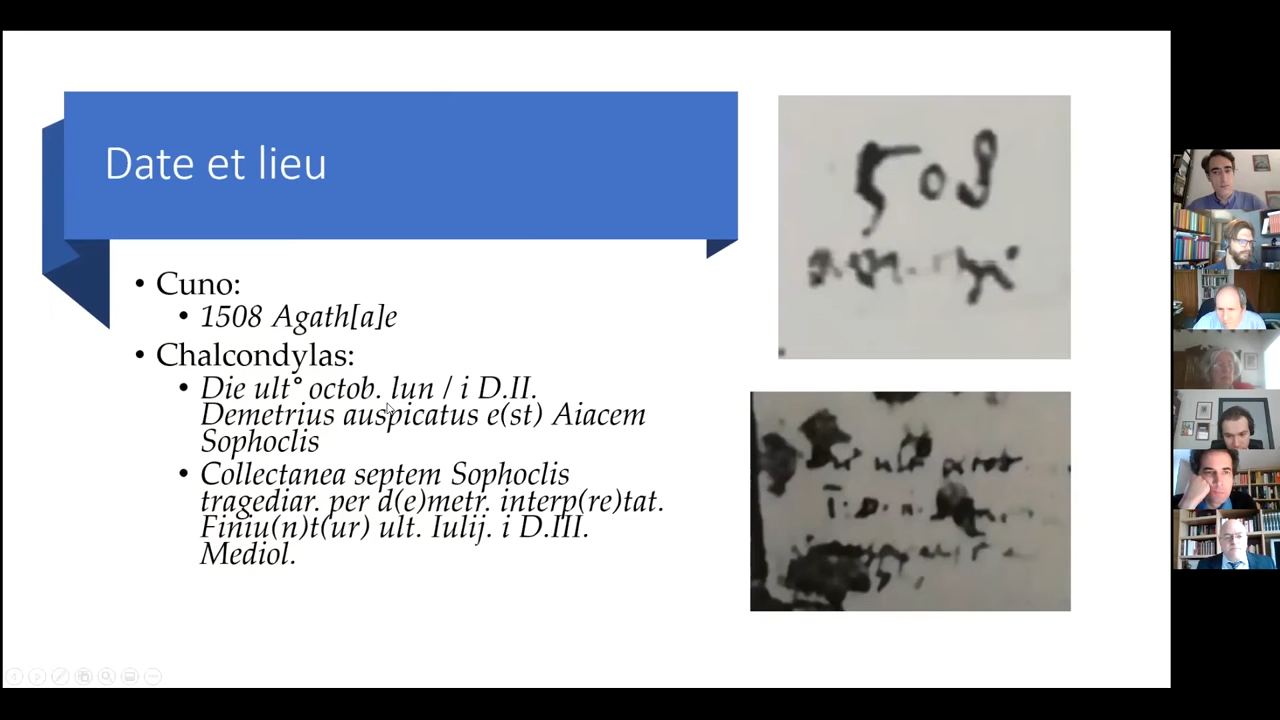 Date et lieu
• Cuno:
• 1508 Agath[a]e
• Chalcondylas:
• Die ult° octob. lun / i D.II.
Demetrius auspicatus e(st) Aiacem
Sophoclis
• Collectanea septem Sophoclis
tragediar. per d(e)metr. interp(re)tat.
Finiu(n)t(ur) ult. Iulij. i D.III.
Mediol.
508